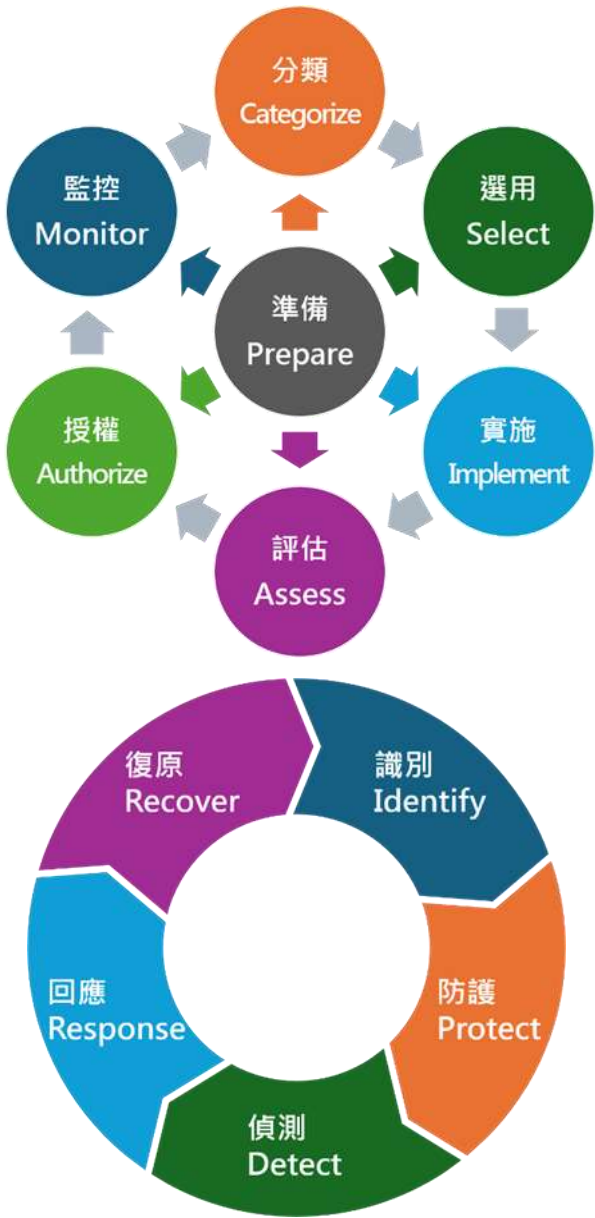 分類
Categorize
監控
Monitor
選用
Select
準備
Prepare
授權
Authorize
實施
Implement
評估
Assess
復原
Recover
識別
Identify
回應
Response
防護
Protect
偵測
Detect